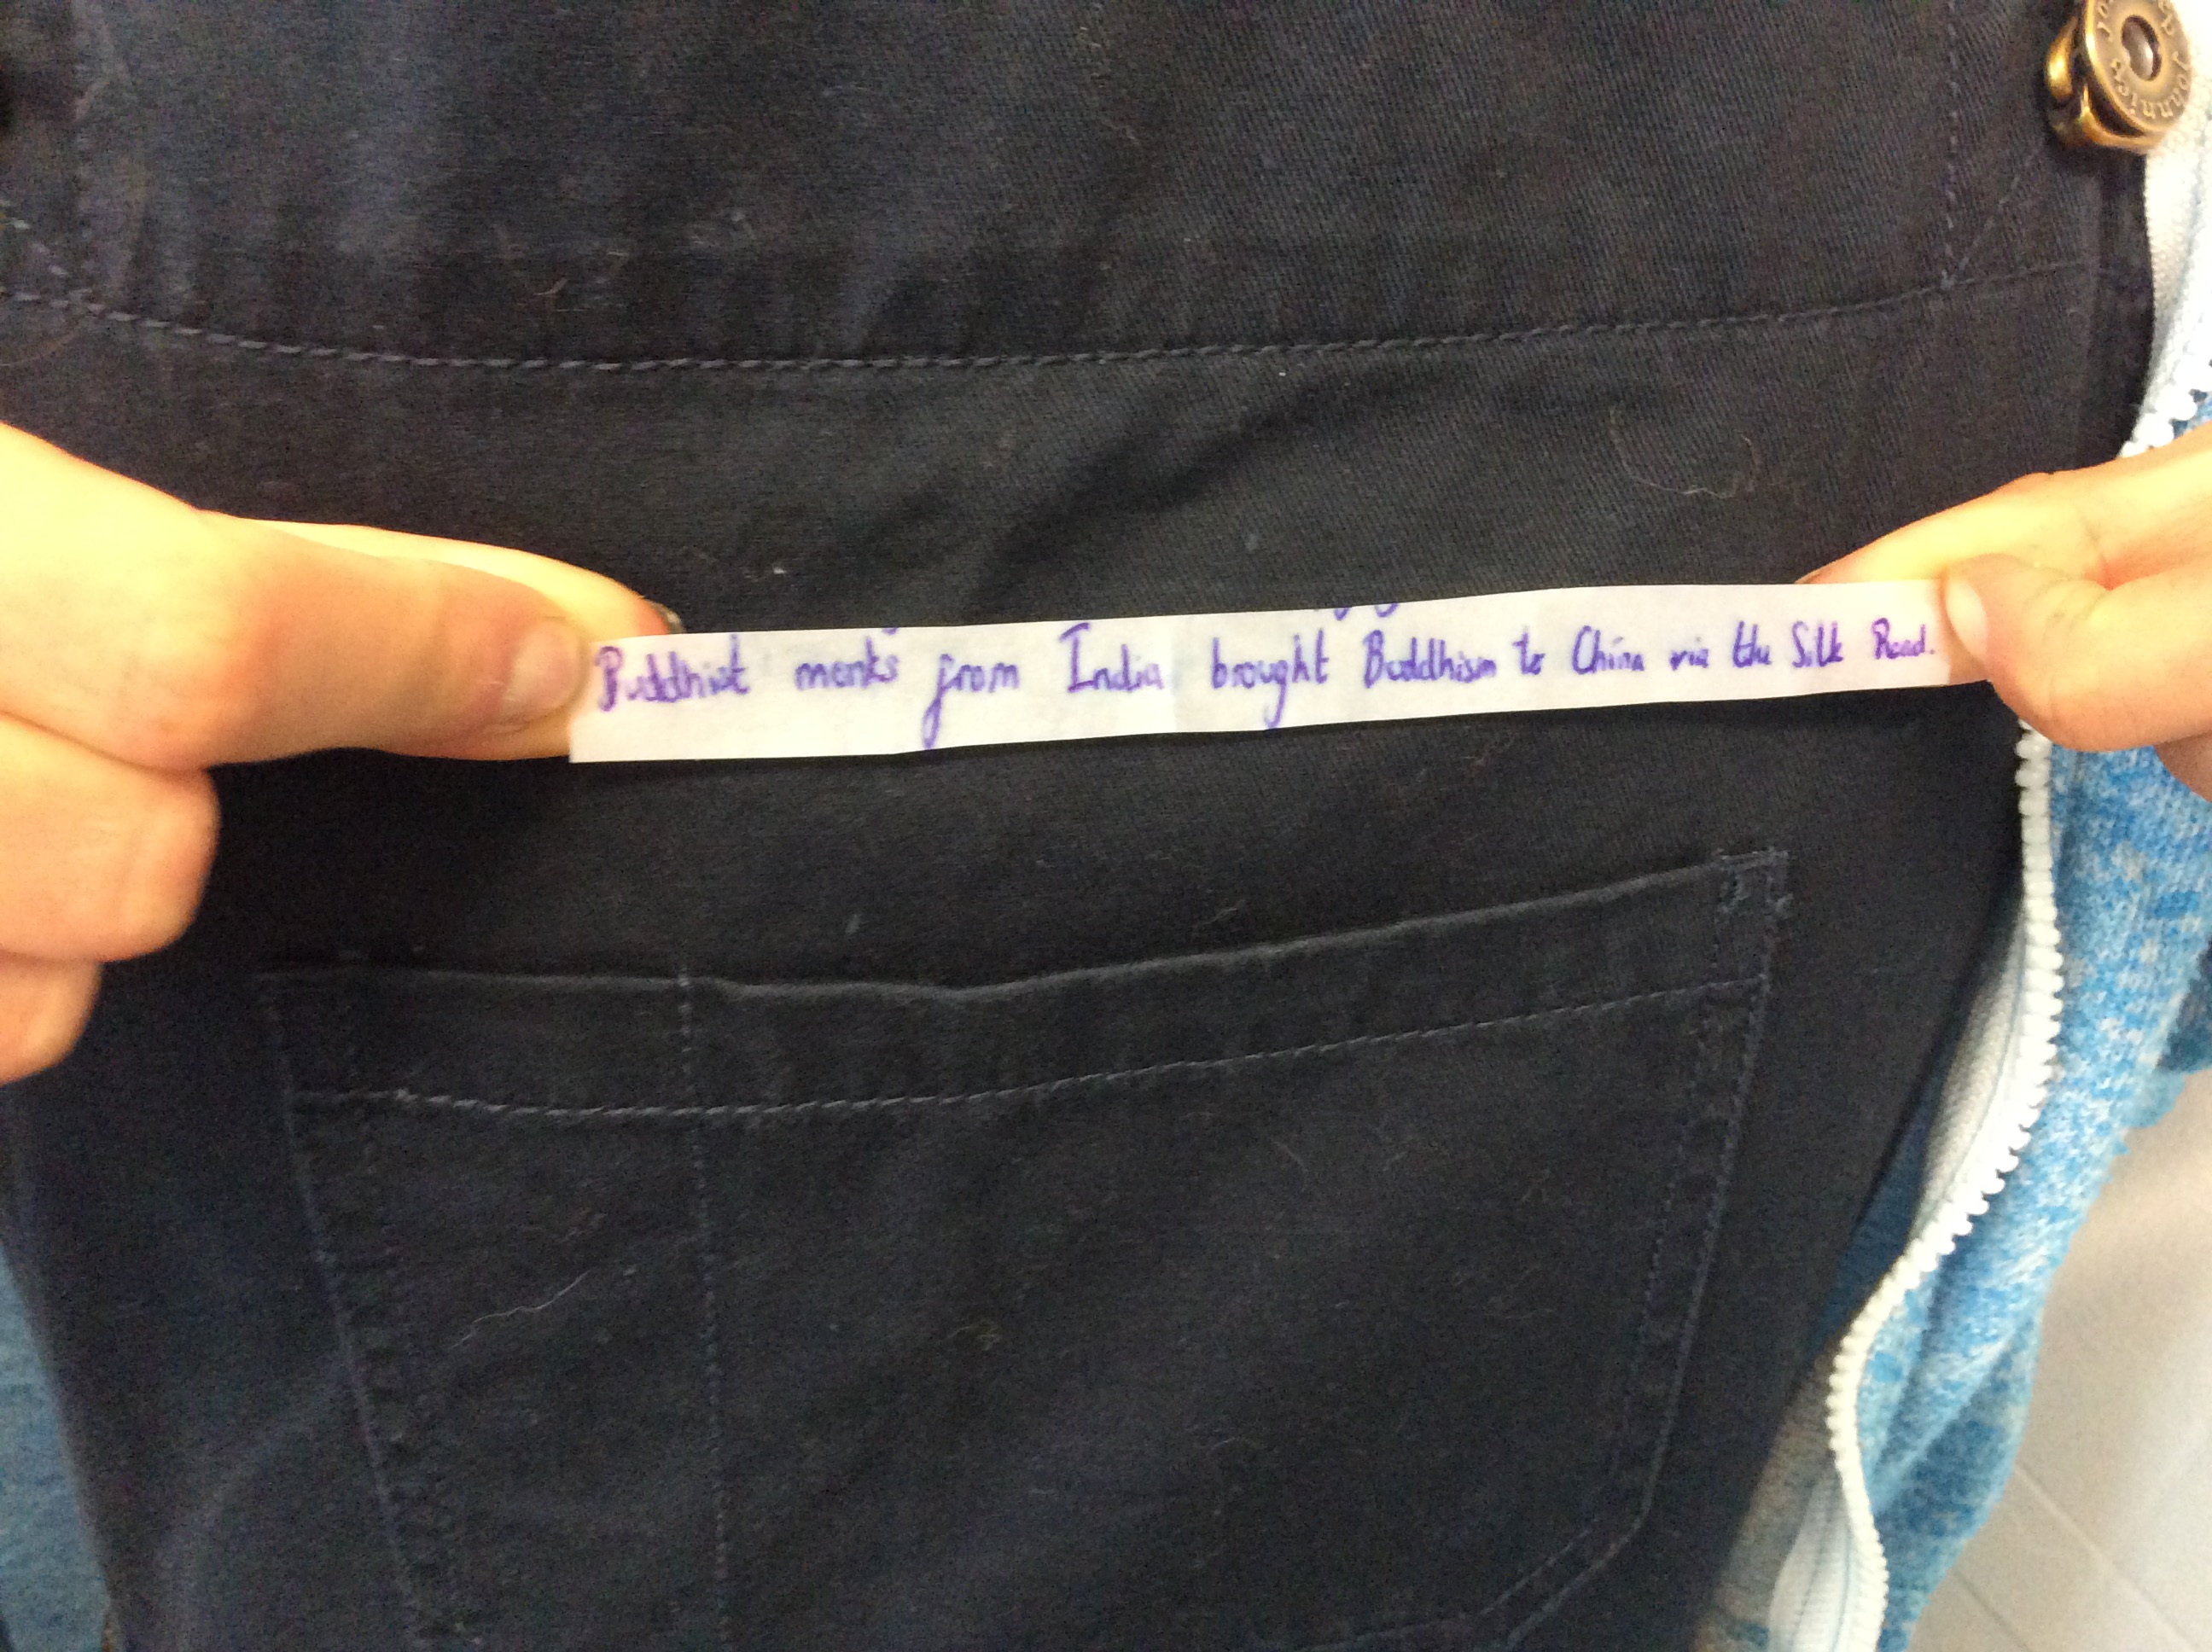 Buddhist monks from India brought Buddhism to China via the Silk Road.